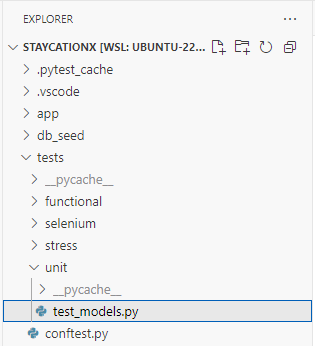 EXPLORER
STAYCATIONX [WSL: UBUNTU-22...
.pytest_cache
.vscode
app
db_seed
tests
__pycache__
functional
selenium
stress
unit
__pycache__
test_models.py
conftest.py